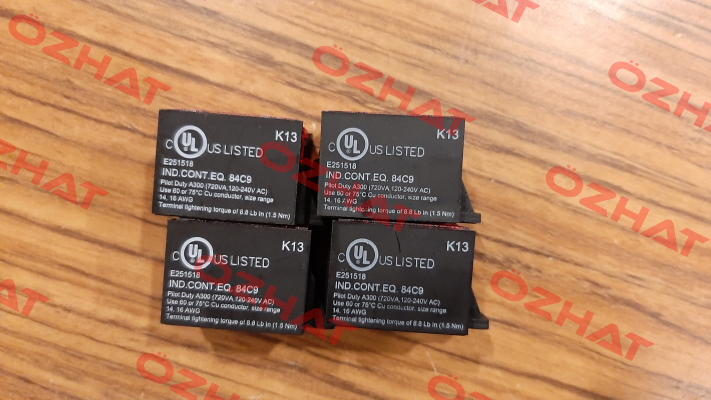 K13
C UL US LISTED
E251518
IND.CONT.EQ. 84C9
Pilot Duty A300 (720VA,120-240V AC)
Use 60 or 75°C Cu conductor, size range
14, 16 AWG
Terminal tightening torque of 8.8 Lb in (1.5 Nm)
K13
C UL US LISTED
E251518
IND.CONT.EQ. 84C9
Pilot Duty A300 (720VA,120-240V AC)
Use 60 or 75°C Cu conductor, size range
14, 16 AWG
Terminal tightening torque of 8.8 Lb in (1.5 Nm)
K13
C UL US LISTED
E251518
IND.CONT.EQ. 84C9
Pilot Duty A300 (720VA,120-240V AC)
Use 60 or 75°C Cu conductor, size range
14, 16 AWG
Terminal tightening torque of 8.8 Lb in (1.5 Nm)
K13
C UL US LISTED
E251518
IND.CONT.EQ. 84C9
Pilot Duty A300 (720VA,120-240V AC)
Use 60 or 75°C Cu conductor, size range
14, 16 AWG
Terminal tightening torque of 8.8 Lb in (1.5 Nm)
ÖZHAT
ÖZHAT
ÖZHAT
ÖZHAT
ÖZHAT
ÖZHAT
ÖZHAT
ÖZHAT